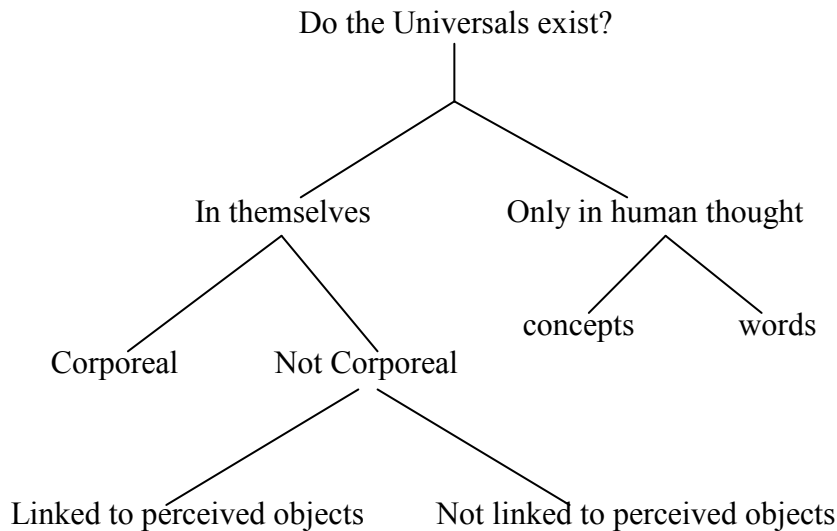 Do the Universals exist?
In themselves
Only in human thought
concepts
words
Corporeal
Not Corporeal
Linked to perceived objects
Not linked to perceived objects